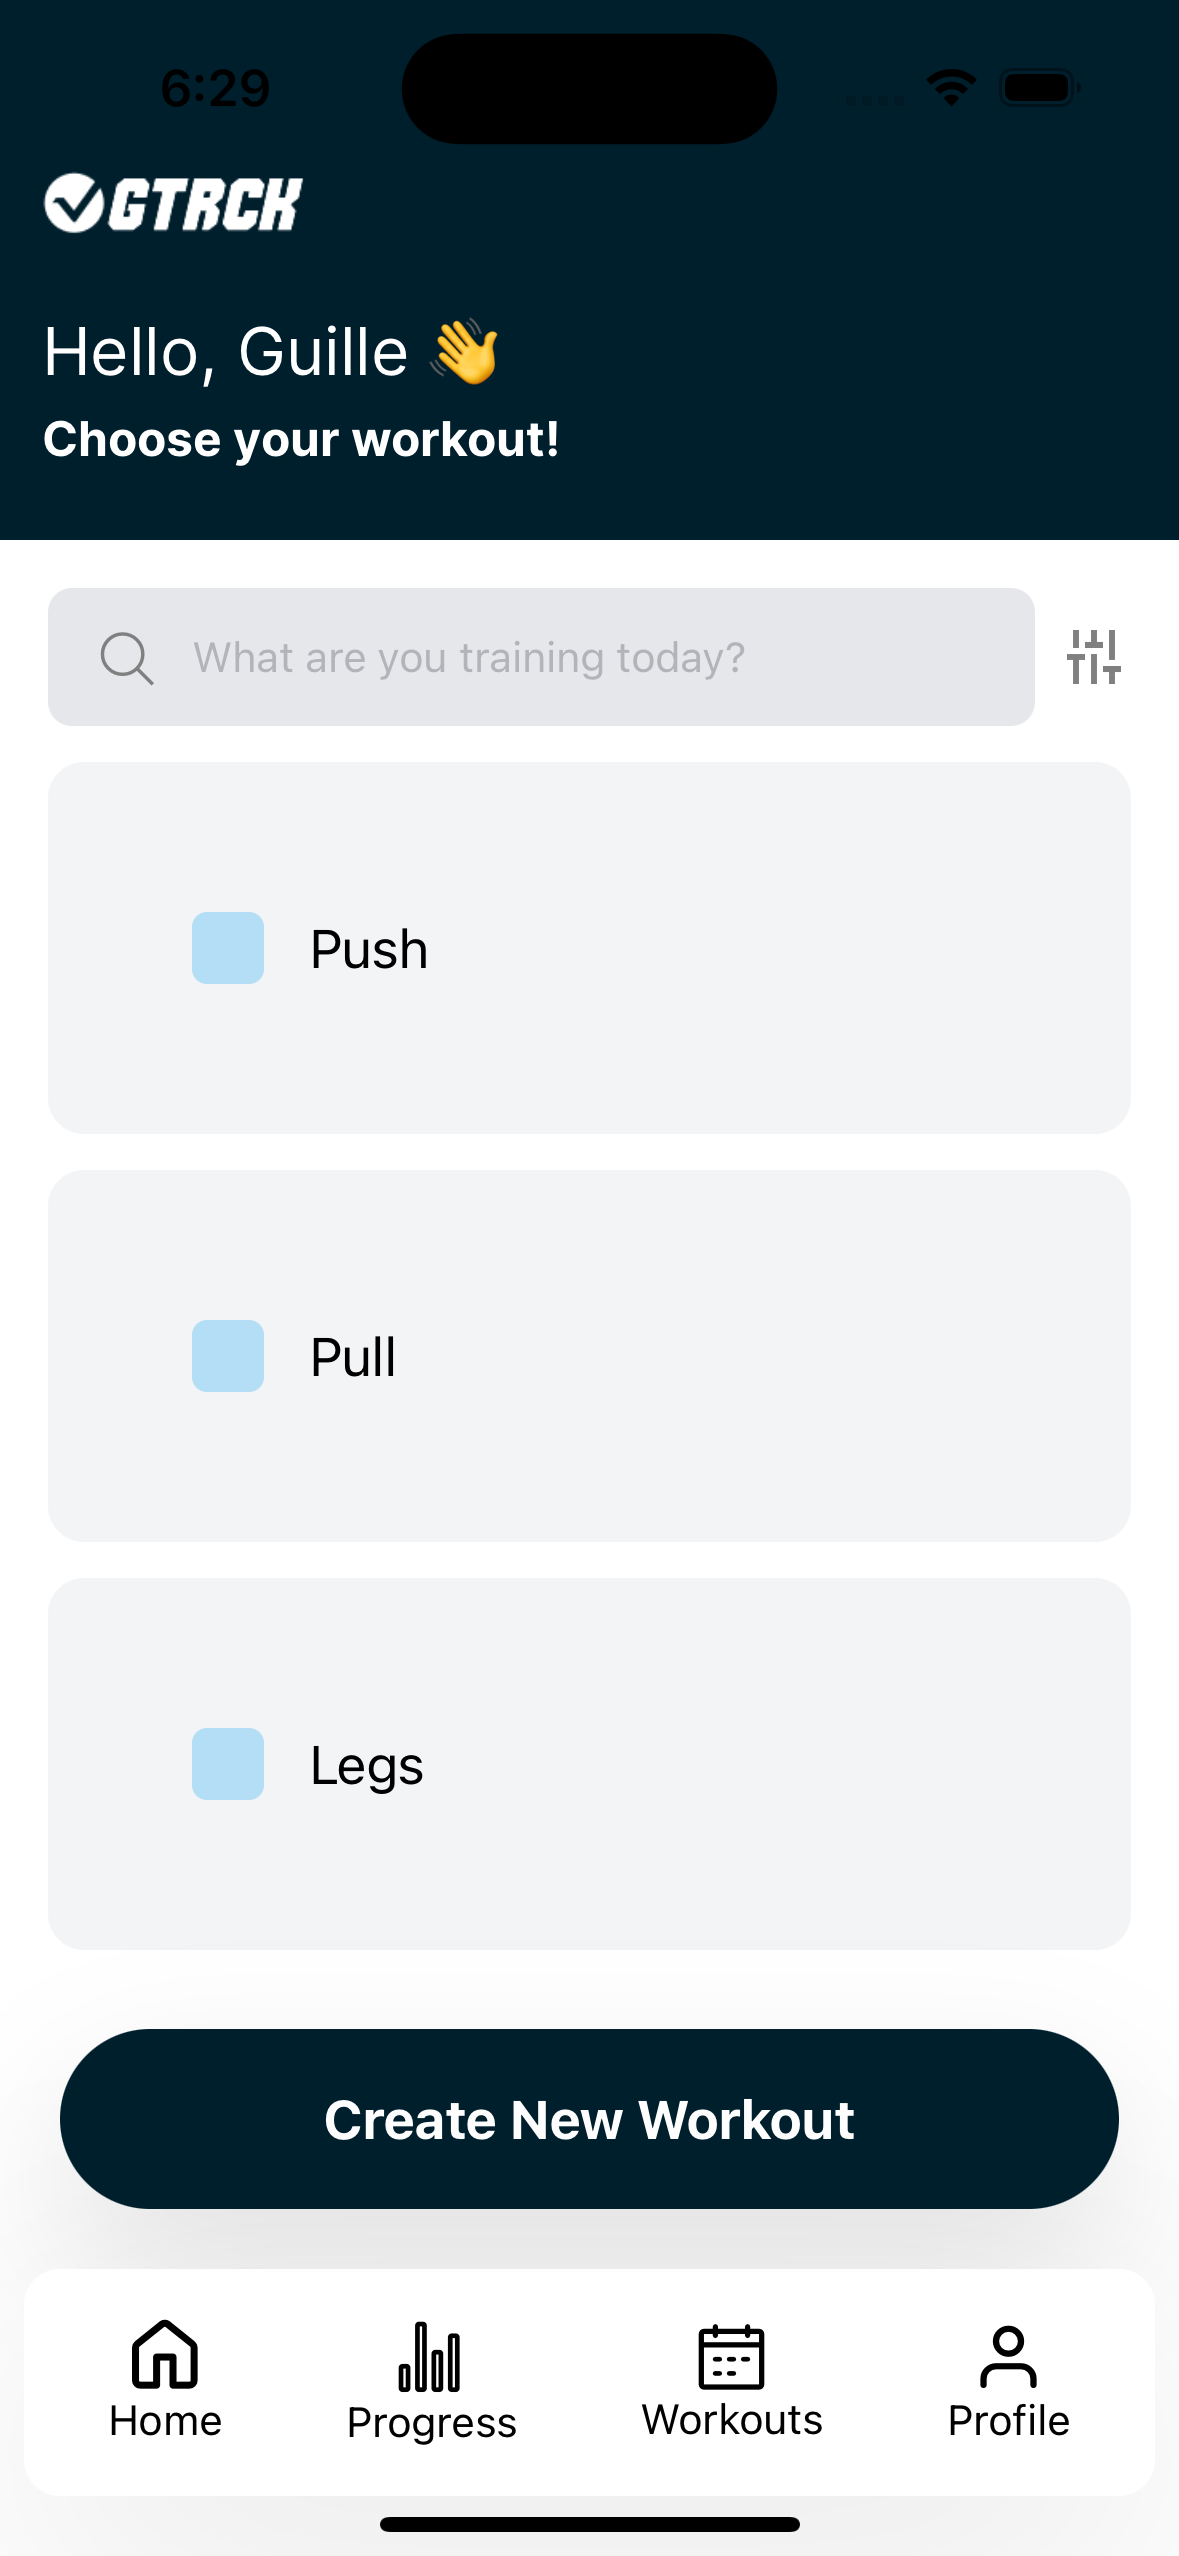 6:29
GTRCK
Hello, Guille 👋
Choose your workout!
What are you training today?
Push
Pull
Legs
Create New Workout
Home
Progress
Workouts
Profile